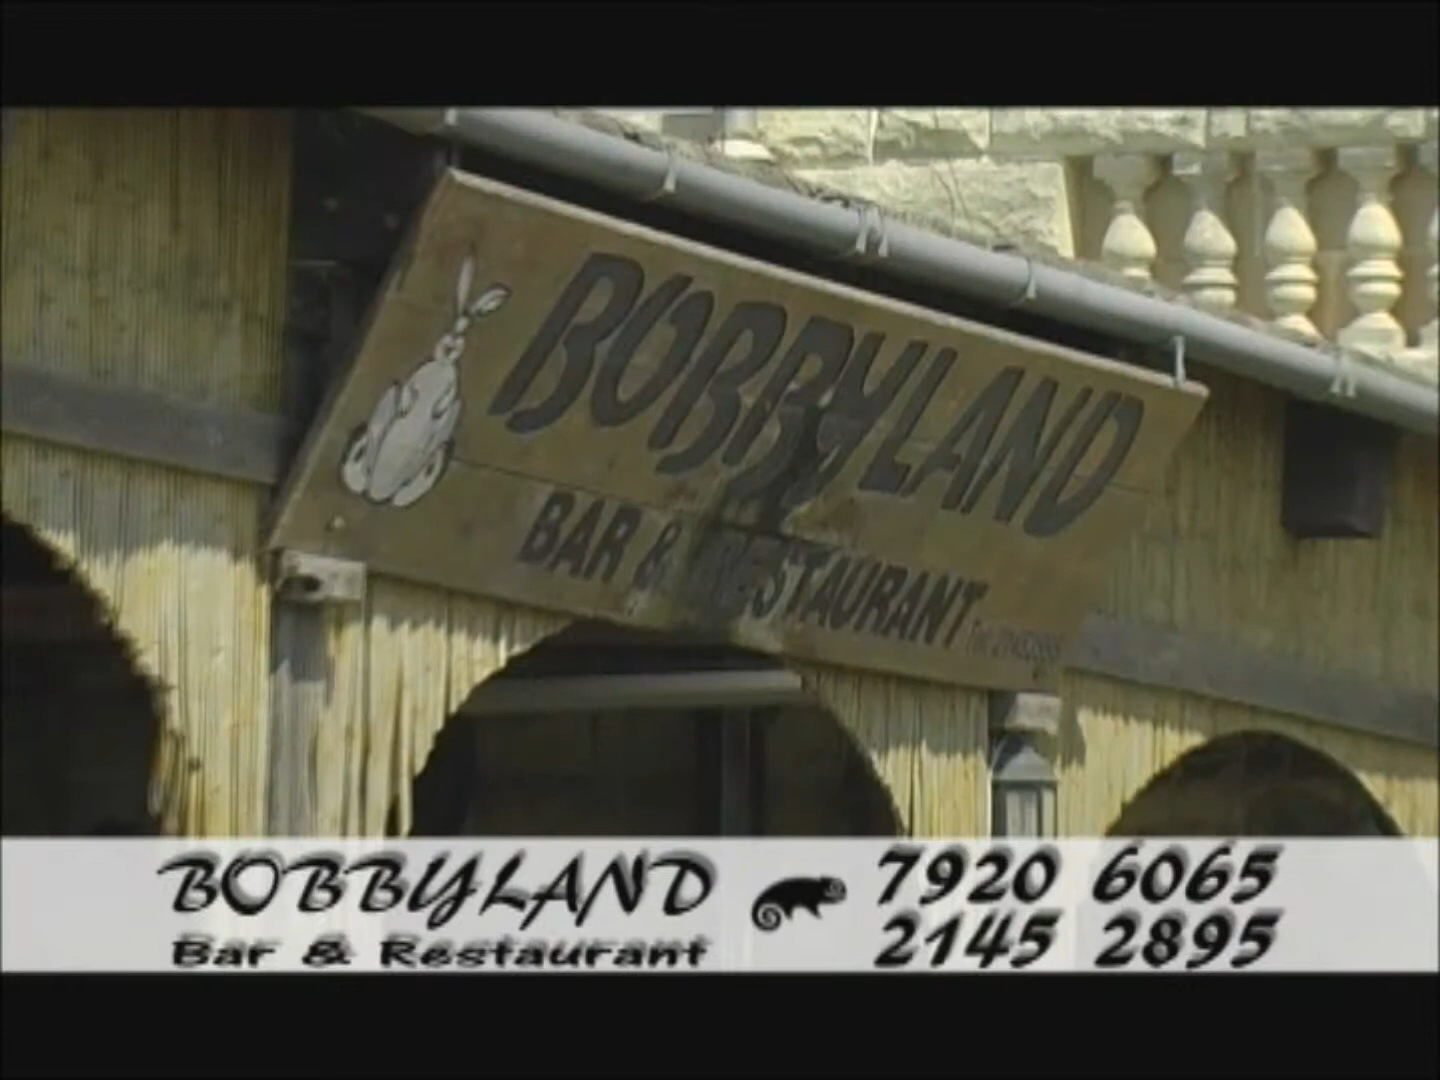 BOBBYLAND
BAR & RESTAURANT
BOBBYLAND
Bar & Restaurant
7920 6065
2145 2895